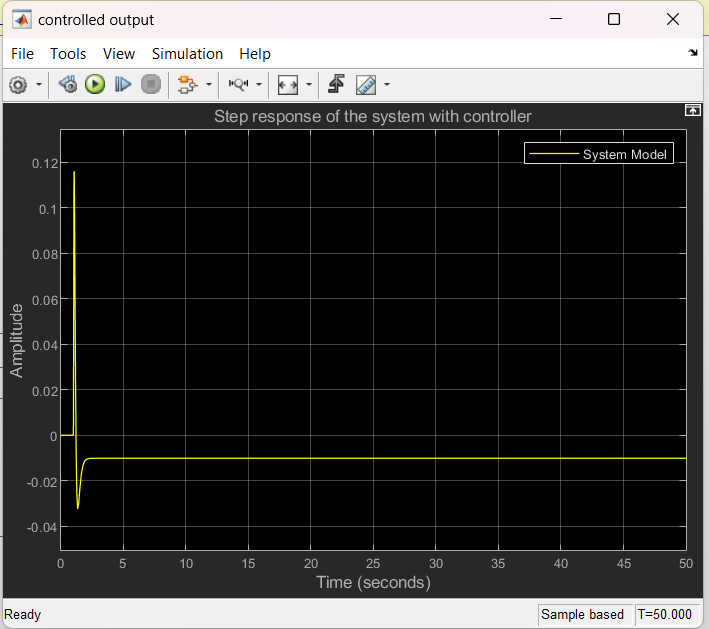 controlled output
File Tools View Simulation Help
Step response of the system with controller
System Model
0.12
0.1
0.08
0.06
0.04
0.02
0
-0.02
-0.04
Amplitude
0 5 10 15 20 25 30 35 40 45 50
Time (seconds)
Ready Sample based T=50.000